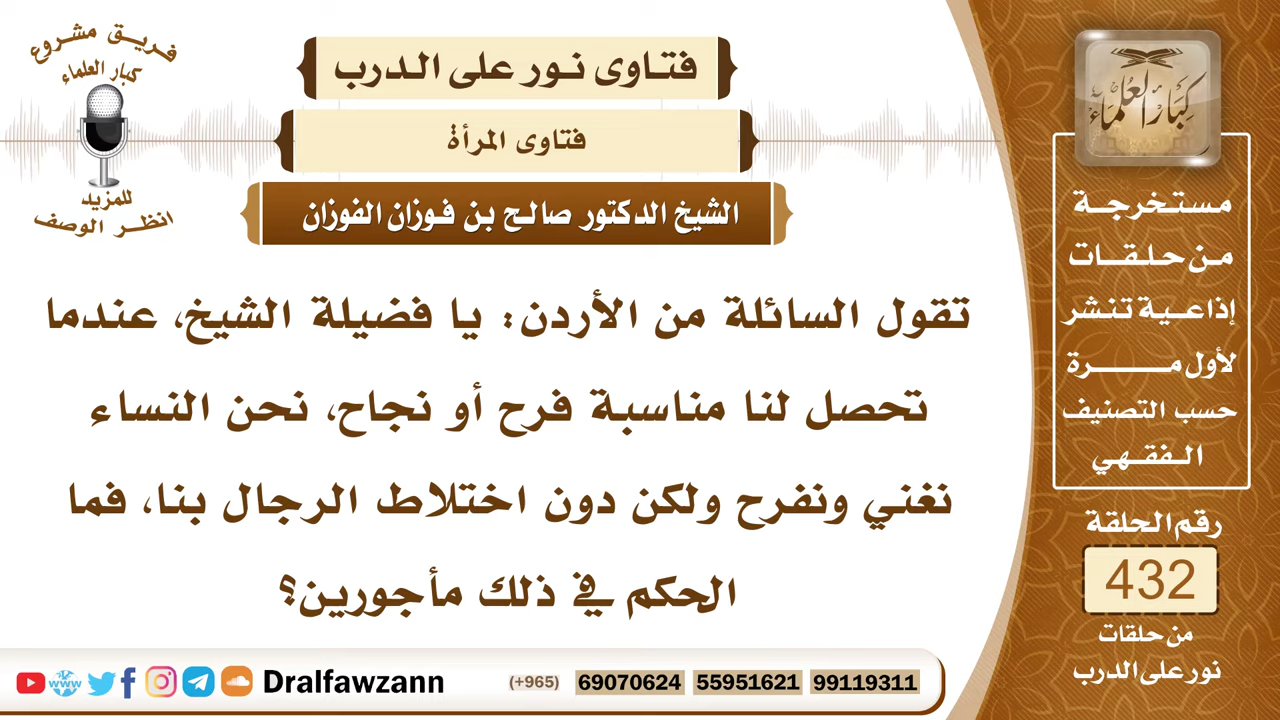 فريق مشروع
كبار العلماء
للمزيد
انظر الوصف
فتاوى نور على الدرب
فتاوى المرأة
الشيخ الدكتور صالح بن فوزان الفوزان
تقول السائلة من الأردن: يا فضيلة الشيخ، عندما
تحصل لنا مناسبة فرح أو نجاح، نحن النساء
نغني ونفرح ولكن دون اختلاط الرجال بنا، فما
الحكم في ذلك مأجورين؟
كبار العلماء
مستخرجة
من حلقات
إذاعية تنشر
لأول مرة
حسب التصنيف
الفقهي
رقم الحلقة
432
من حلقات
نور على الدرب
www
Dralfawzann
(+965) 69070624 55951621 99119311